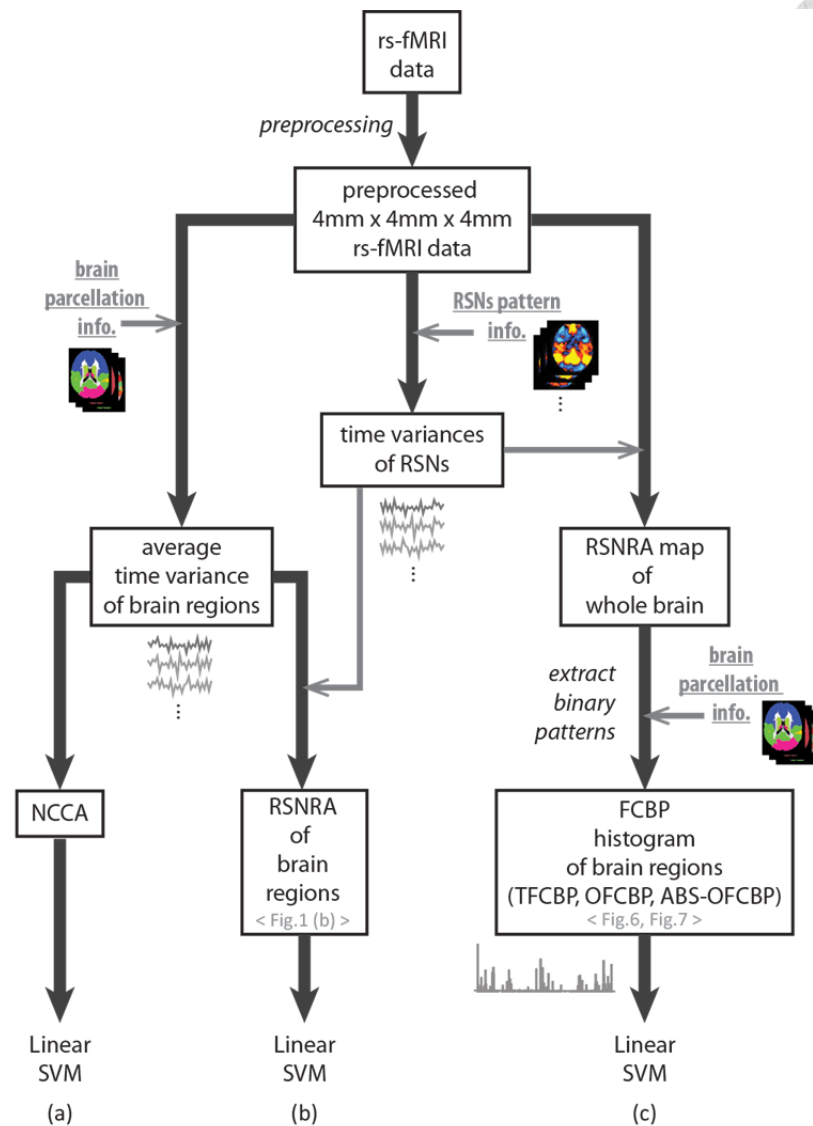 rs-fMRI
data
preprocessing
preprocessed
4mm x 4mm x 4mm
rs-fMRI data
brain
parcellation
info.
RSNs pattern
info.
time variances
of RSNs
average
time variance
of brain regions
RSNRA map
of
whole brain
extract
binary
patterns
brain
parcellation
info.
NCCA
RSNRA
of
brain
regions
< Fig.1 (b) >
FCBP
histogram
of brain regions
(TFCBP, OFCBP, ABS-OFCBP)
< Fig.6, Fig.7 >
Linear
SVM
(a)
Linear
SVM
(b)
Linear
SVM
(c)